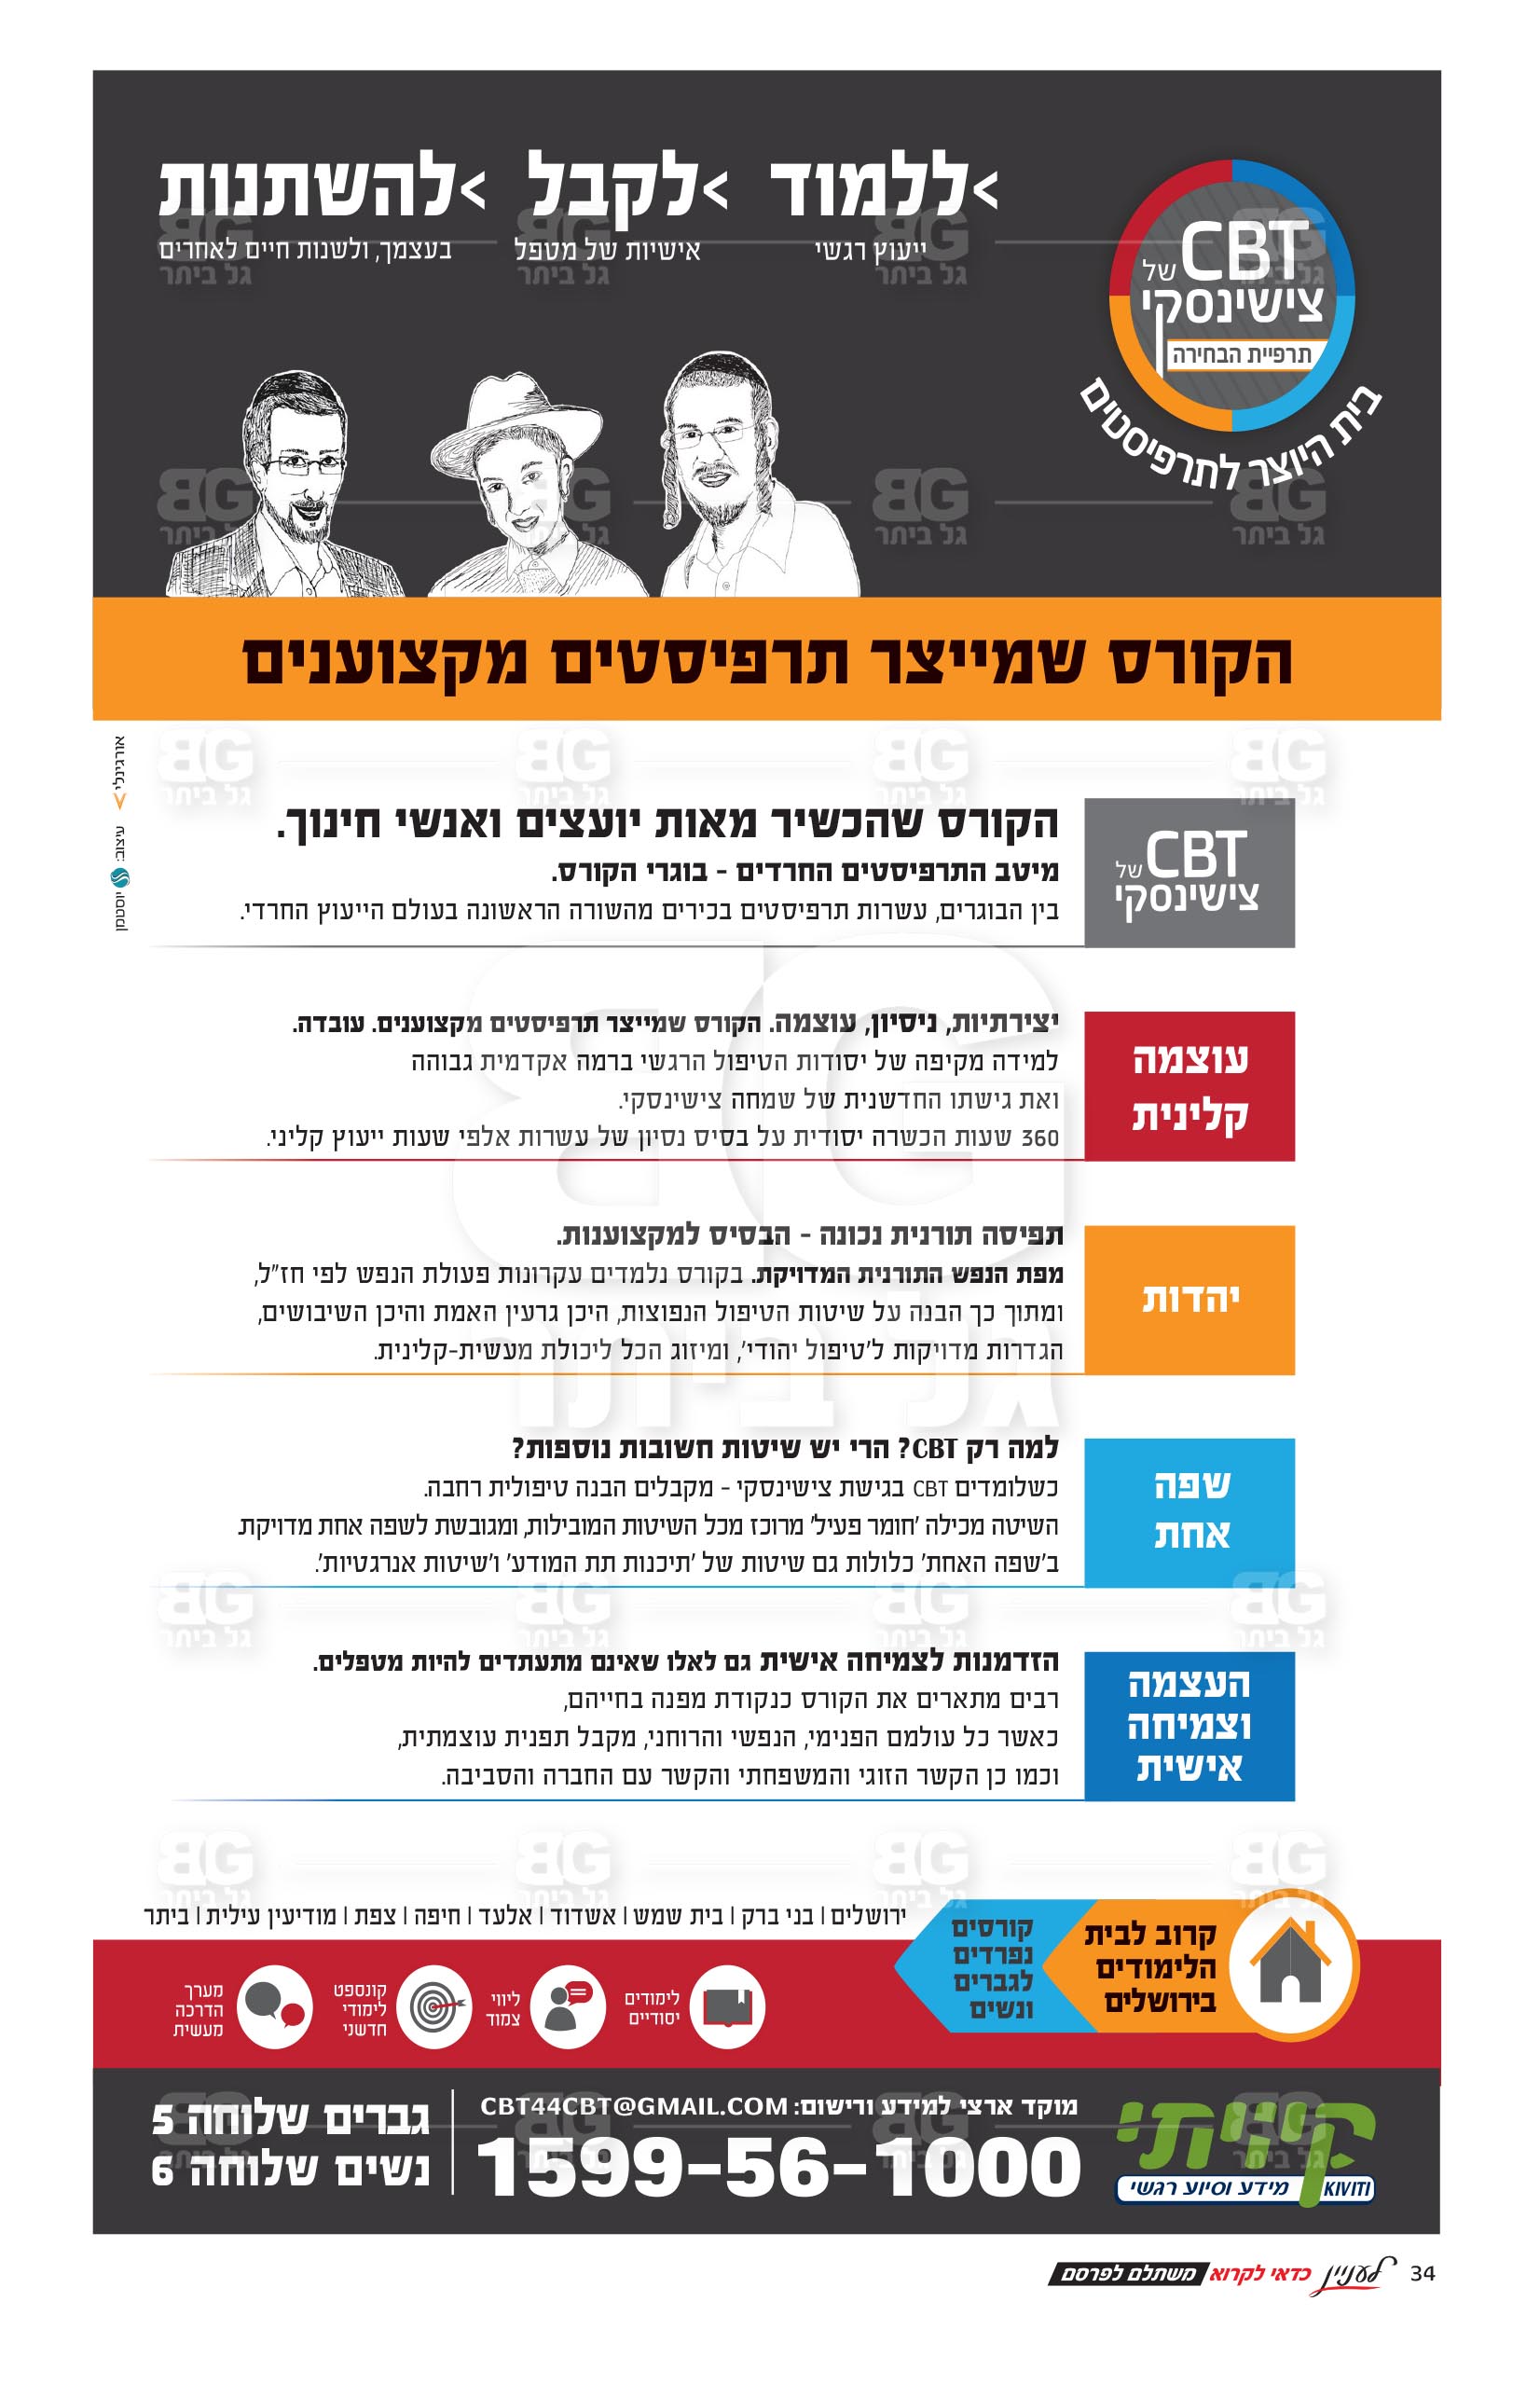 CBT של
צישינסקי
תרפיית הבחירה
בית היוצר לתרפיסטים
>ללמוד >לקבל >להשתנות
ייעוץ רגשי אישיות של מטפל בעצמך, ולשנות חיים לאחרים
הקורס שמייצר תרפיסטים מקצוענים
עיצוב: יוסטמן > אורגינלי
CBT של
צישינסקי
הקורס שהכשיר מאות יועצים ואנשי חינוך.
מיטב התרפיסטים החרדים - בוגרי הקורס.
בין הבוגרים, עשרות תרפיסטים בכירים מהשורה הראשונה בעולם הייעוץ החרדי.
עוצמה
קלינית
יצירתיות, ניסיון, עוצמה. הקורס שמייצר תרפיסטים מקצוענים. עובדה.
למידה מקיפה של יסודות הטיפול הרגשי ברמה אקדמית גבוהה
ואת גישתו החדשנית של שמחה צישינסקי.
360 שעות הכשרה יסודית על בסיס נסיון של עשרות אלפי שעות ייעוץ קליני.
יהדות
תפיסה תורנית נכונה - הבסיס למקצוענות.
מפת הנפש התורנית המדויקת. בקורס נלמדים עקרונות פעולת הנפש לפי חז"ל,
ומתוך כך הבנה על שיטות הטיפול הנפוצות, היכן גרעין האמת והיכן השיבושים,
הגדרות מדויקות ל'טיפול יהודי', ומיזוג הכל ליכולת מעשית-קלינית.
שפה
אחת
למה רק CBT? הרי יש שיטות חשובות נוספות?
כשלומדים CBT בגישת צישינסקי - מקבלים הבנה טיפולית רחבה.
השיטה מכילה 'חומר פעיל' מרוכז מכל השיטות המובילות, ומגובשת לשפה אחת מדויקת
ב'שפה האחת' כלולות גם שיטות של 'תיכנות תת המודע' ו'שיטות אנרגטיות'.
העצמה
וצמיחה
אישית
הזדמנות לצמיחה אישית גם לאלו שאינם מתעתדים להיות מטפלים.
רבים מתארים את הקורס כנקודת מפנה בחייהם,
כאשר כל עולמם הפנימי, הנפשי והרוחני, מקבל תפנית עוצמתית,
וכמו כן הקשר הזוגי והמשפחתי והקשר עם החברה והסביבה.
קרוב לבית
הלימודים
בירושלים
קורסים
נפרדים
לגברים
ונשים
ירושלים | בני ברק | בית שמש | אשדוד | אלעד | חיפה | צפת | מודיעין עילית | ביתר
לימודים
יסודיים
ליווי
צמוד
קונספט
לימודי
חדשני
מערך
הדרכה
מעשית
קויתי
KIVITI מידע וסיוע רגשי
מוקד ארצי למידע ורישום: CBT44CBT@GMAIL.COM
1599-56-1000
גברים שלוחה 5
נשים שלוחה 6
34 לעניין כדאי לקרוא משתלם לפרסם
BG
גל ביתר